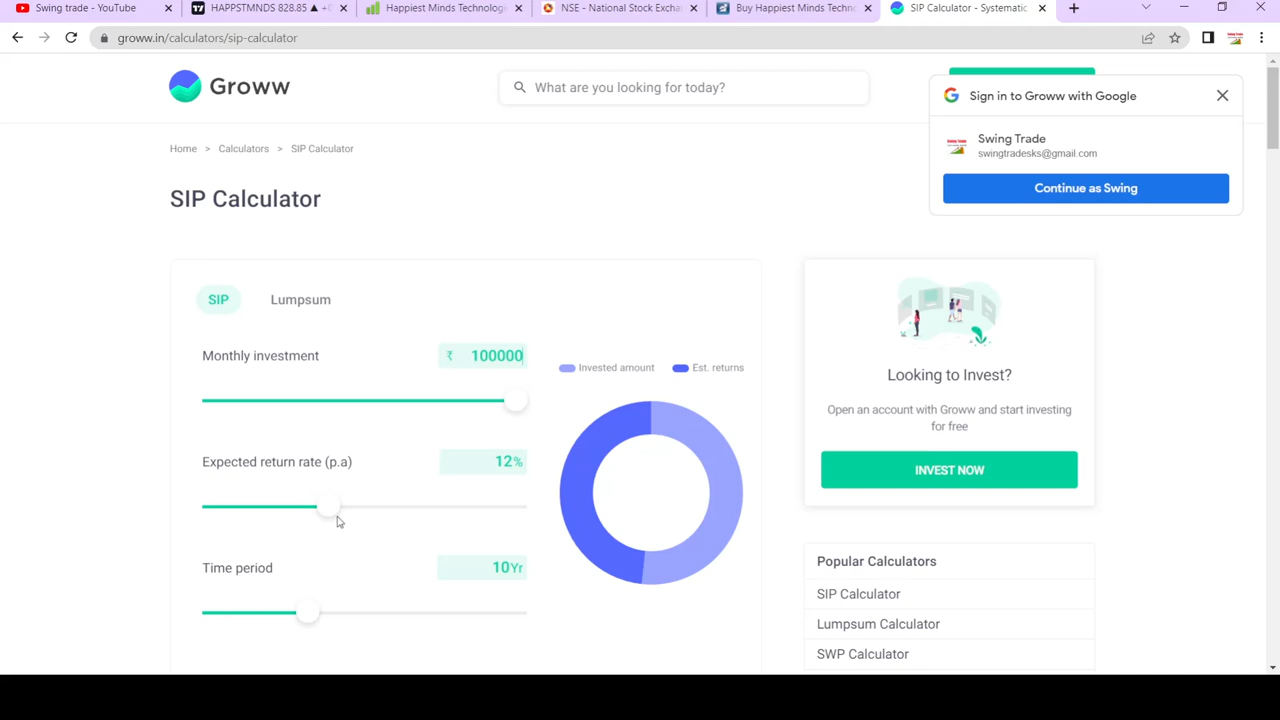 Swing trade - YouTube
HAPPSTMNDS 828.85 ▲ +0
Happiest Minds Technolog
NSE - National Stock Exchan
Buy Happiest Minds Techno
SIP Calculator - Systematic
groww.in/calculators/sip-calculator
Groww
What are you looking for today?
Sign in to Groww with Google
Swing Trade
swingtradesks@gmail.com
Continue as Swing
Home > Calculators > SIP Calculator
SIP Calculator
SIP
Lumpsum
Monthly investment
₹ 100000
Invested amount
Est. returns
Expected return rate (p.a)
12%
Time period
10Yr
Looking to Invest?
Open an account with Groww and start investing
for free
INVEST NOW
Popular Calculators
SIP Calculator
Lumpsum Calculator
SWP Calculator